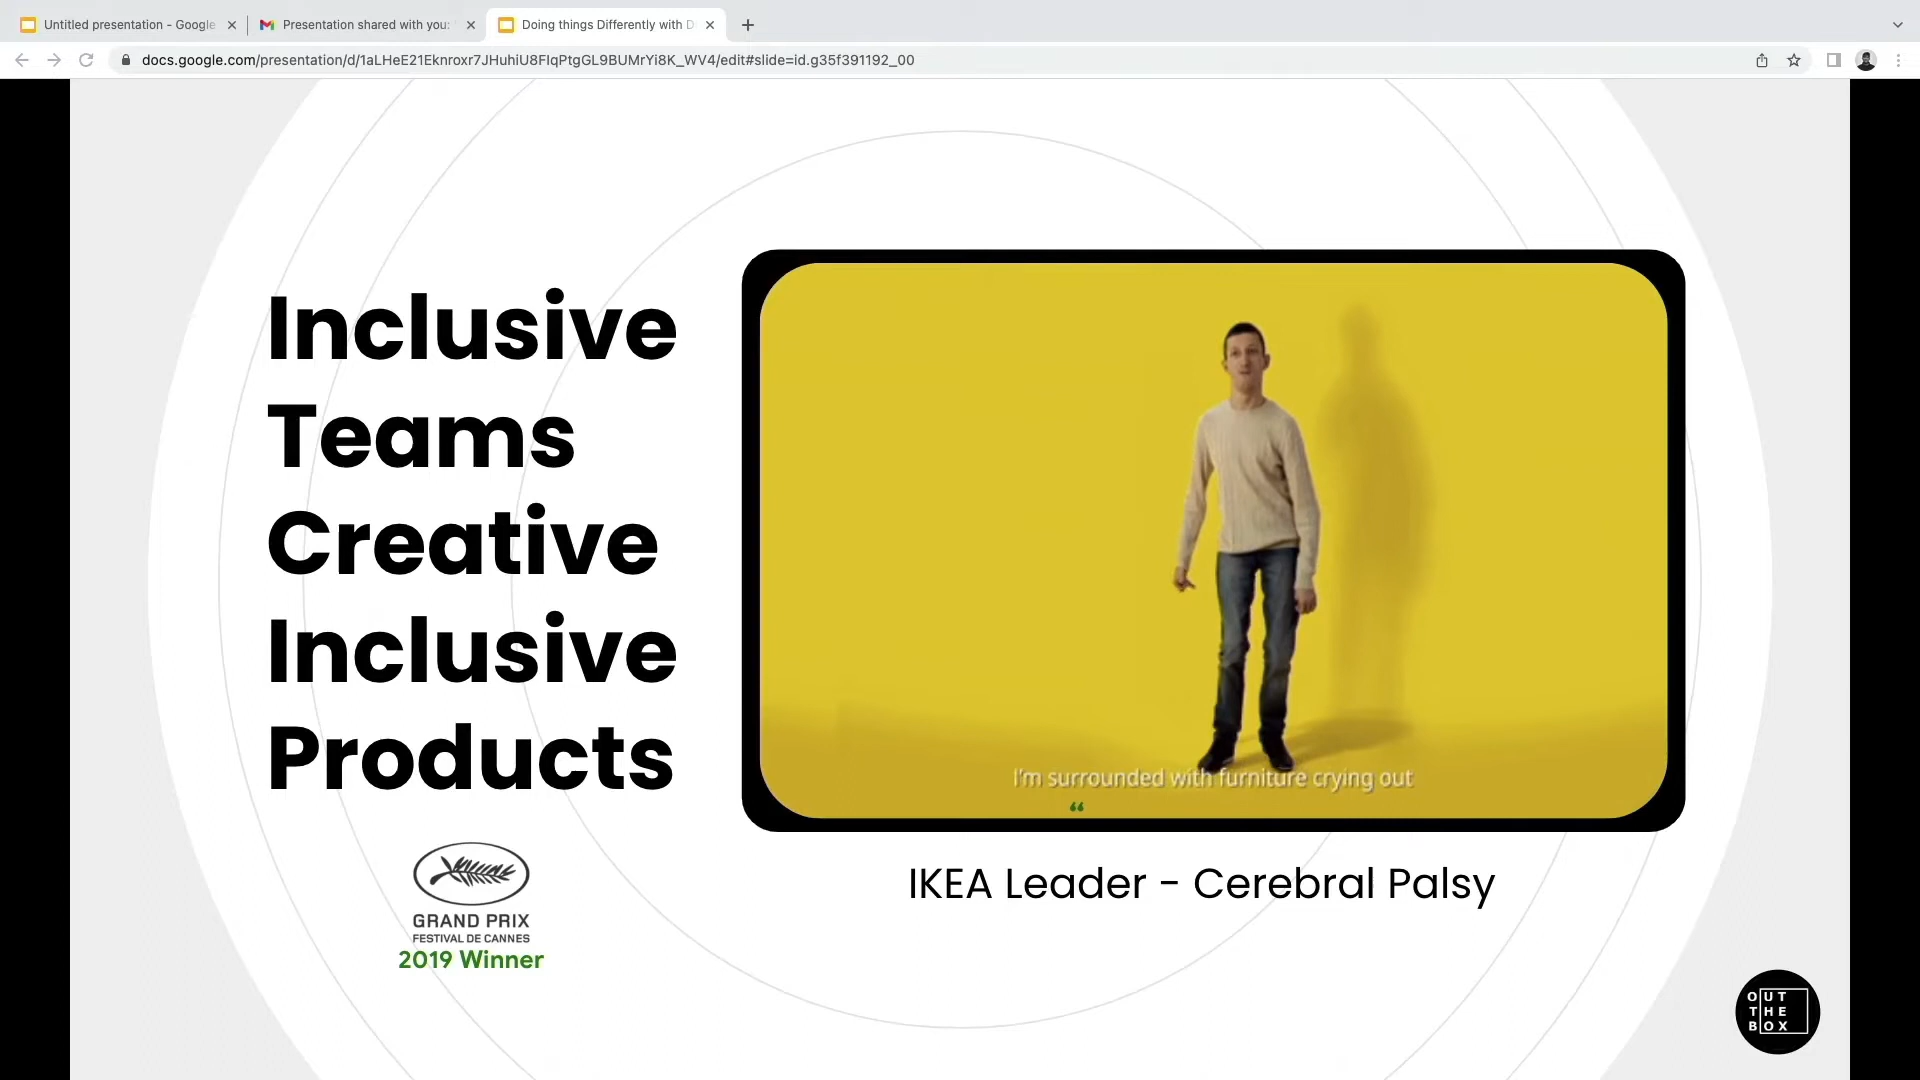 Untitled presentation - Google
Presentation shared with you:
Doing things Differently with D
docs.google.com/presentation/d/1aLHeE21Eknroxr7JHuhiU8FIqPtgGL9BUMrYi8K_WV4/edit#slide=id.g35f391192_00
Inclusive
Teams
Creative
Inclusive
Products
I'm surrounded with furniture crying out
“
IKEA Leader - Cerebral Palsy
GRAND PRIX
FESTIVAL DE CANNES
2019 Winner
OUT
THE
BOX